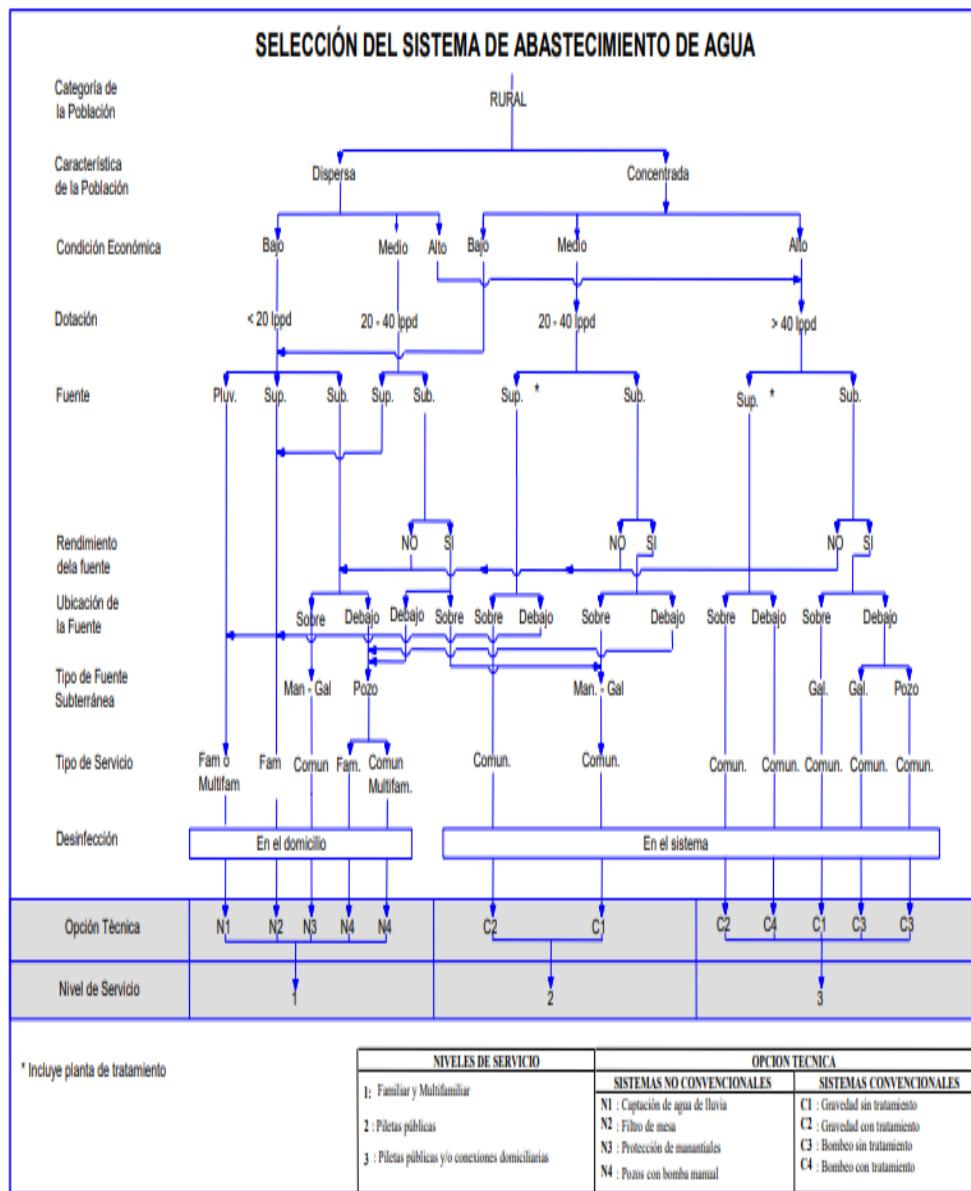 SELECCIÓN DEL SISTEMA DE ABASTECIMIENTO DE AGUA
Categoría de
la Población
RURAL
Característica
de la Población
Dispersa Concentrada
Condición Económica Bajo Medio Alto Bajo Medio Alto
Dotación < 20 lppd 20 - 40 lppd 20 - 40 lppd > 40 lppd
Fuente Pluv. Sup. Sub. Sup. Sub. Sup. * Sub. Sup. * Sub.
Rendimiento
dela fuente
NO SI NO SI NO SI
Ubicación de
la Fuente
Sobre Debajo Debajo Sobre Sobre Debajo Sobre Debajo Sobre Debajo Sobre Debajo
Tipo de Fuente
Subterránea
Man - Gal Pozo Man. - Gal Gal. Gal. Pozo
Tipo de Servicio
Fam o
Multifam
Fam Comun Fam. Comun
Multifam.
Comun. Comun. Comun. Comun. Comun. Comun. Comun.
Desinfección En el domicilio En el sistema
Opción Tècnica N1 N2 N3 N4 N4 C2 C1 C2 C4 C1 C3 C3
Nivel de Servicio 1 2 3
* Incluye planta de tratamiento
NIVELES DE SERVICIO
1: Familiar y Multifamiliar
2 : Piletas públicas
3 : Piletas públicas y/o conexiones domiciliarias
OPCION TECNICA
SISTEMAS NO CONVENCIONALES
N1 : Captación de agua de lluvia
N2 : Filtro de mesa
N3 : Protección de manantiales
N4 : Pozos con bomba manual
SISTEMAS CONVENCIONALES
C1 : Gravedad sin tratamiento
C2 : Gravedad con tratamiento
C3 : Bombeo sin tratamiento
C4 : Bombeo con tratamiento